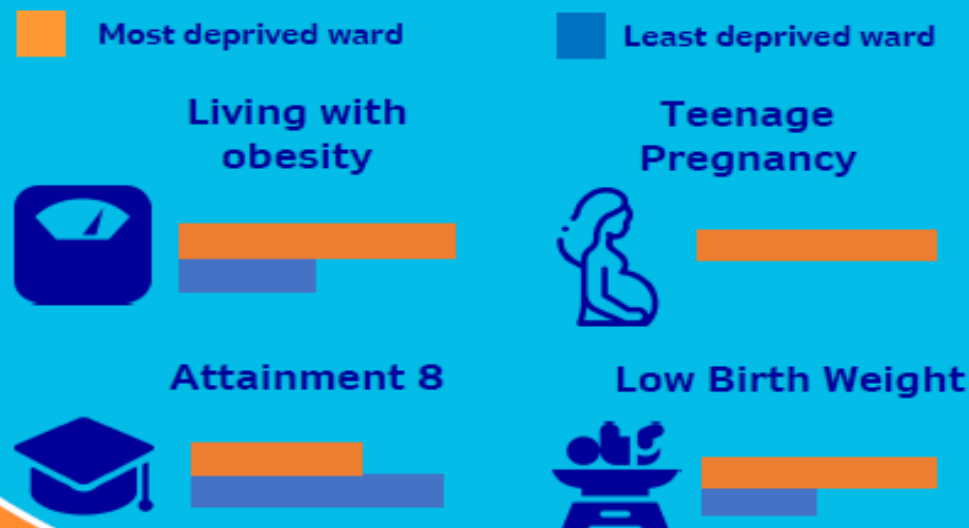 Most deprived ward
Least deprived ward
Living with
obesity
Teenage
Pregnancy
Attainment 8
Low Birth Weight